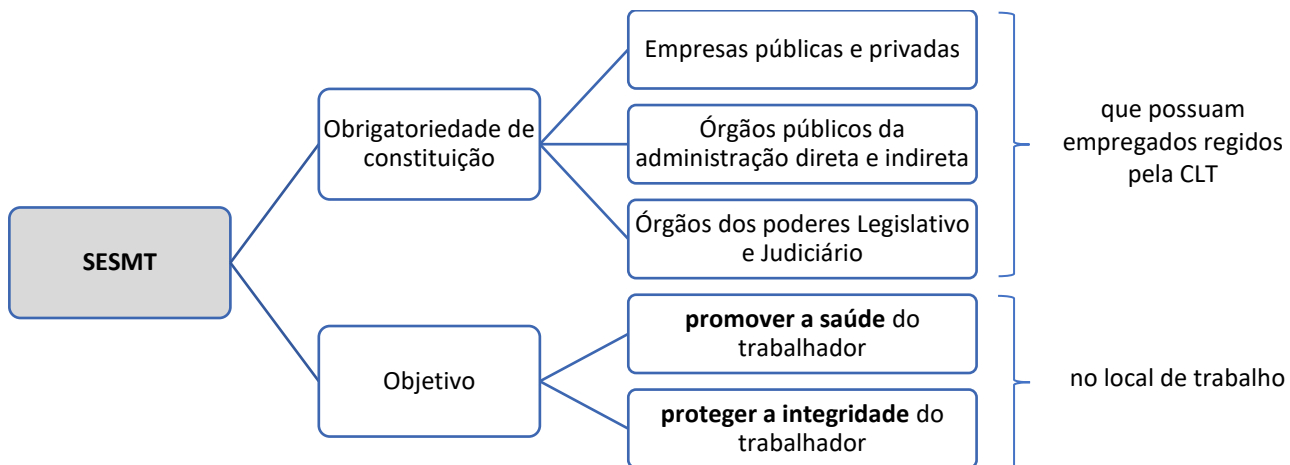 SESMT
Obrigatoriedade de
constituição
Empresas públicas e privadas
Órgãos públicos da
administração direta e indireta
Órgãos dos poderes Legislativo
e Judiciário
que possuam
empregados regidos
pela CLT
Objetivo
promover a saúde do
trabalhador
proteger a integridade do
trabalhador
no local de trabalho